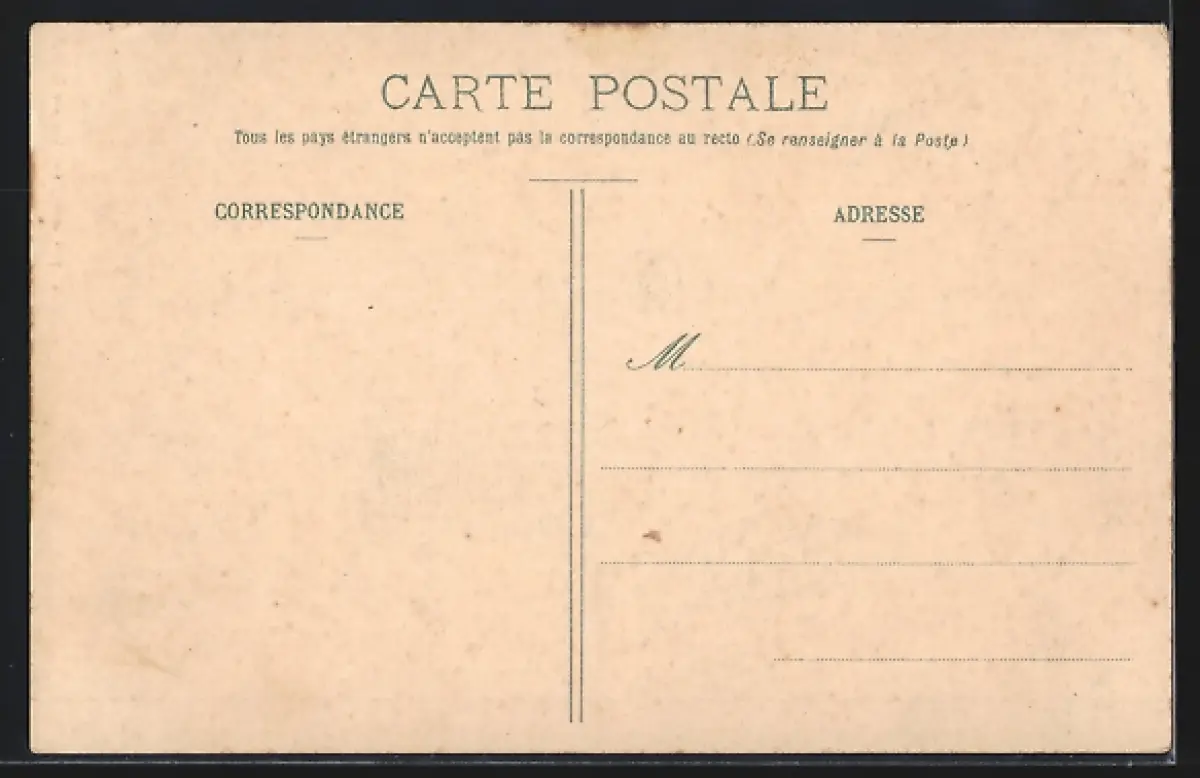 CARTE POSTALE
Tous les pays étrangers n'acceptent pas la correspondance au recto (Se renseigner à la Poste)
CORRESPONDANCE
ADRESSE
M